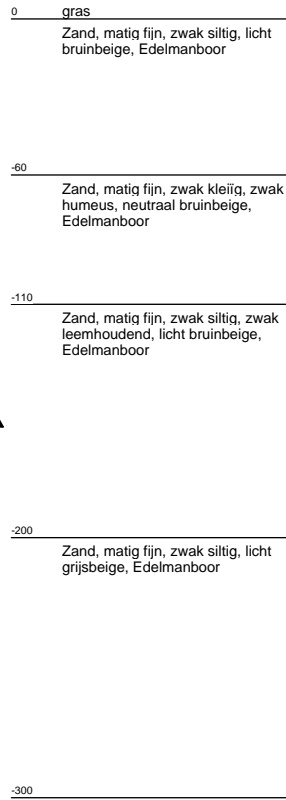 0 gras
Zand, matig fijn, zwak siltig, licht
bruinbeige, Edelmanboor
-60
Zand, matig fijn, zwak kleiïg, zwak
humeus, neutraal bruinbeige,
Edelmanboor
-110
Zand, matig fijn, zwak siltig, zwak
leemhoudend, licht bruinbeige,
Edelmanboor
-200
Zand, matig fijn, zwak siltig, licht
grijsbeige, Edelmanboor
-300